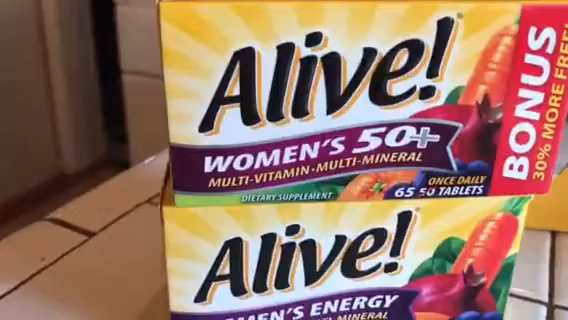 Alive!
WOMEN'S 50+
MULTI-VITAMIN·MULTI-MINERAL
DIETARY SUPPLEMENT
65 50 ONCE DAILY TABLETS
BONUS
30% MORE FREE!
Alive!
WOMEN'S ENERGY
MINERAL